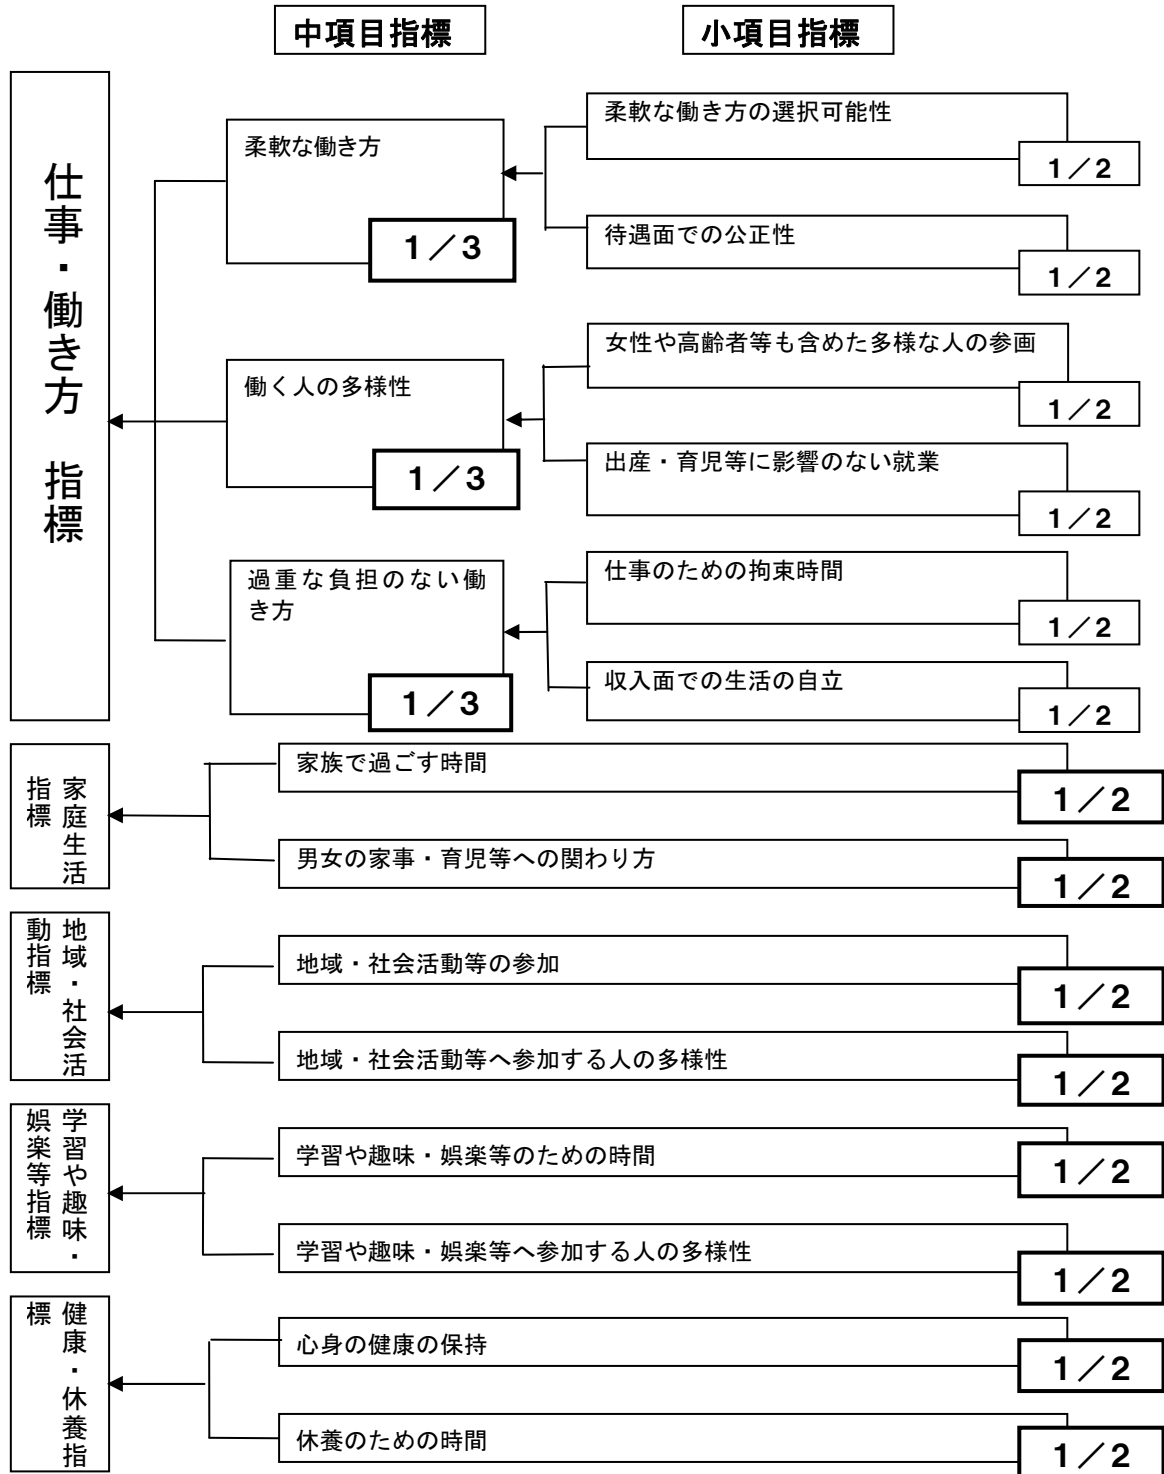 中項目指標
小項目指標
仕事・働き方　指標
柔軟な働き方
1／3
柔軟な働き方の選択可能性
1／2
待遇面での公正性
1／2
働く人の多様性
1／3
女性や高齢者等も含めた多様な人の参画
1／2
出産・育児等に影響のない就業
1／2
過重な負担のない働
き方
1／3
仕事のための拘束時間
1／2
収入面での生活の自立
1／2
家庭生活
指標
家族で過ごす時間
1／2
男女の家事・育児等への関わり方
1／2
地域・社会活
動指標
地域・社会活動等の参加
1／2
地域・社会活動等へ参加する人の多様性
1／2
学習や趣味・
娯楽等指標
学習や趣味・娯楽等のための時間
1／2
学習や趣味・娯楽等へ参加する人の多様性
1／2
健康・休養指
標
心身の健康の保持
1／2
休養のための時間
1／2